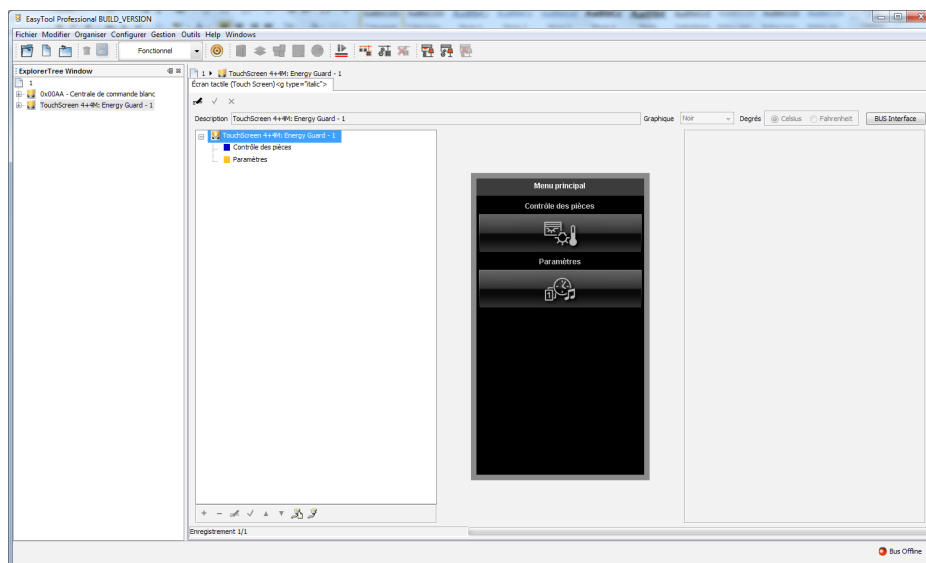 EasyTool Professional BUILD_VERSION
Fichier Modifier Organiser Configurer Gestion Outils Help Windows
Fonctionnel
ExplorerTree Window
1
0x00AA - Centrale de commande blanc
TouchScreen 4+4M: Energy Guard - 1
1 TouchScreen 4+4M: Energy Guard - 1
Écran tactile (Touch Screen)<g type="italic">
Description TouchScreen 4+4M: Energy Guard - 1 Graphique Noir Degrés Celsius Fahrenheit BUS Interface
TouchScreen 4+4M: Energy Guard - 1
Contrôle des pièces
Paramètres
Menu principal
Contrôle des pièces
Paramètres
1
Enregistrement 1/1
Bus Offline